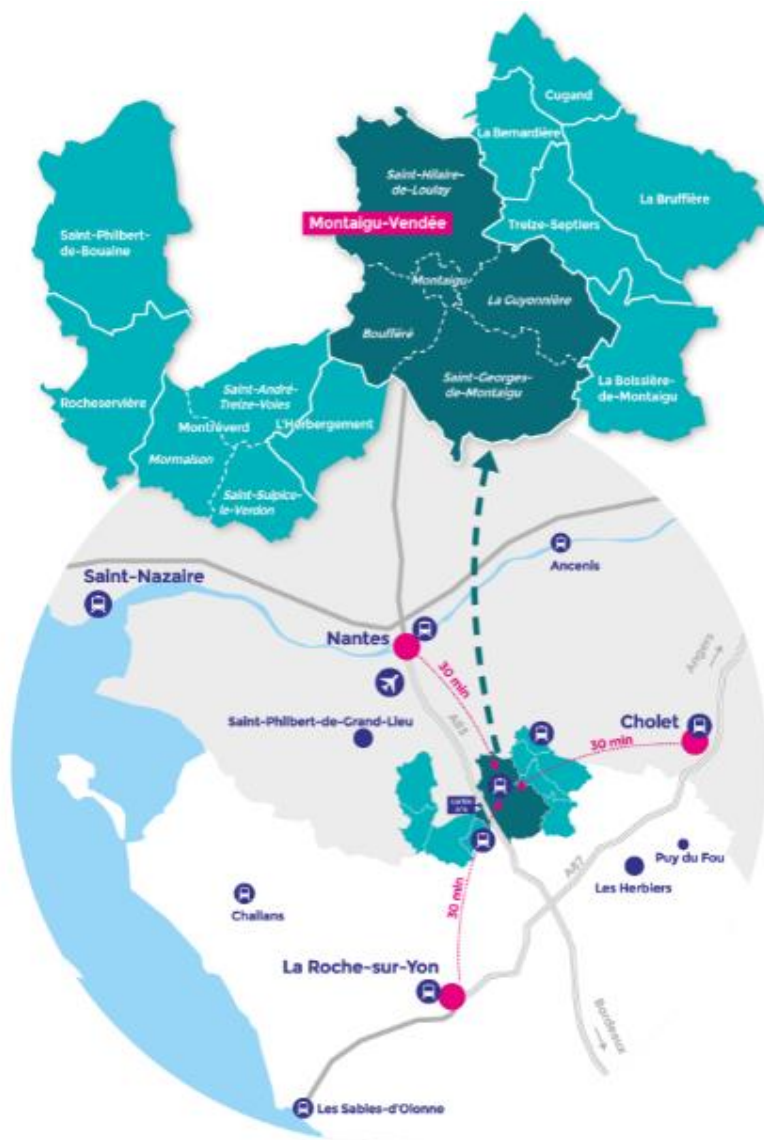 Cugand
La Bernardière
Saint-Hilaire-
de-Loulay
La Bruffière
Montaigu-Vendée
Treize-Septiers
Saint-Philbert-
de-Bouaine
Montaigu
La Guyonnière
Boufféré
Saint-Georges-
de-Montaigu
La Boissière-
de-Montaigu
Rocheservière
Saint-André-
Treize-Voies
Montréverd
L'Herbergement
Mormaison
Saint-Sulpice-
le-Verdon
Ancenis
Saint-Nazaire
Nantes
30 min
Angers
Saint-Philbert-de-Grand-Lieu
A83
Cholet
30 min
Puy du Fou
A87
Les Herbiers
Challans
30 min
La Roche-sur-Yon
Bordeaux
Les Sables-d'Olonne